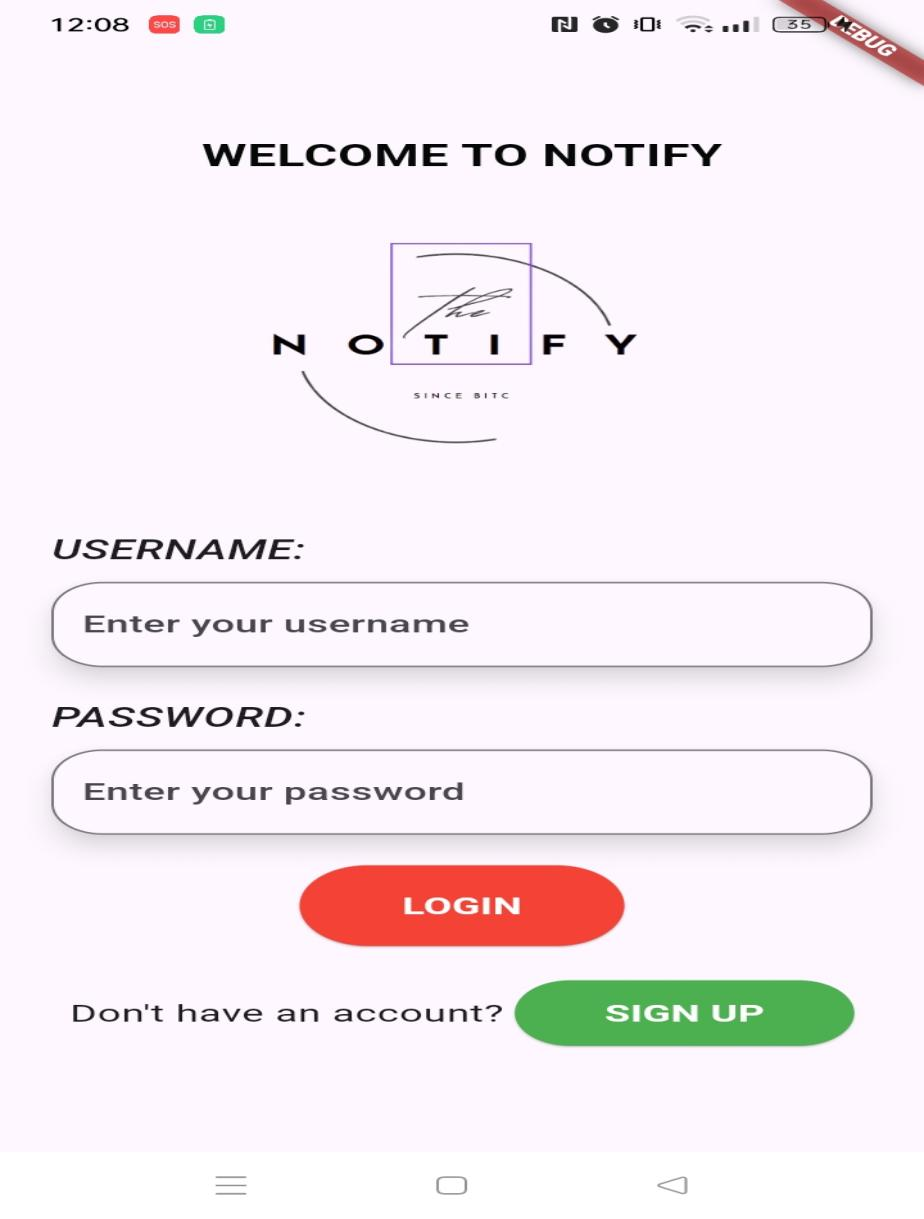 12:08 SOS 35 DEBUG
WELCOME TO NOTIFY
The
NOTIFY
SINCE BITC
USERNAME:
Enter your username
PASSWORD:
Enter your password
LOGIN
Don't have an account? SIGN UP